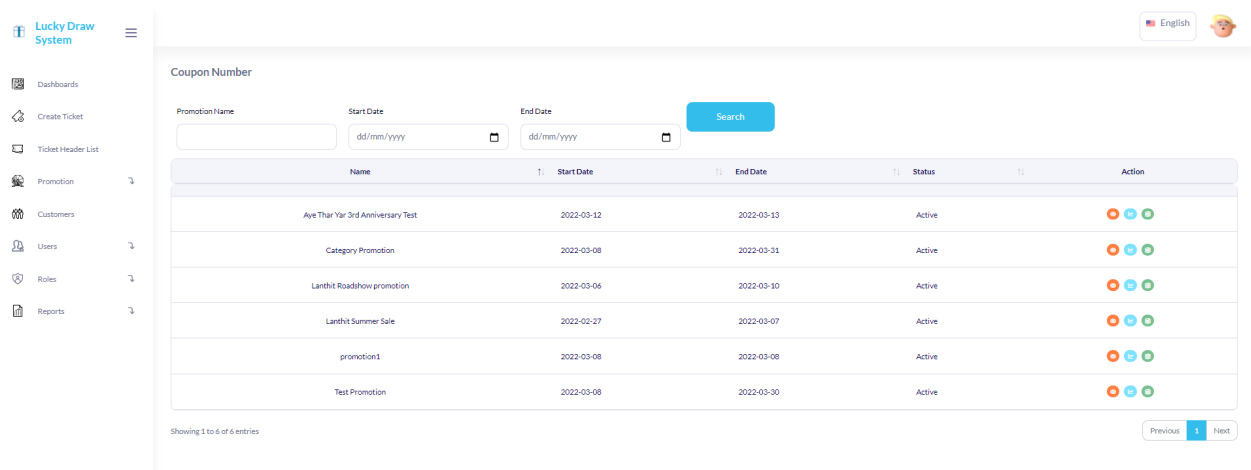 Lucky Draw
System
English
Dashboards
Create Ticket
Ticket Header List
Promotion
Customers
Users
Roles
Reports
Coupon Number
Promotion Name Start Date End Date
dd/mm/yyyy dd/mm/yyyy Search
Name Start Date End Date Status Action
Aye Thar Yar 3rd Anniversary Test 2022-03-12 2022-03-13 Active
Category Promotion 2022-03-08 2022-03-31 Active
Lanthit Roadshow promotion 2022-03-06 2022-03-10 Active
Lanthit Summer Sale 2022-02-27 2022-03-07 Active
promotion1 2022-03-08 2022-03-08 Active
Test Promotion 2022-03-08 2022-03-30 Active
Showing 1 to 6 of 6 entries
Previous 1 Next